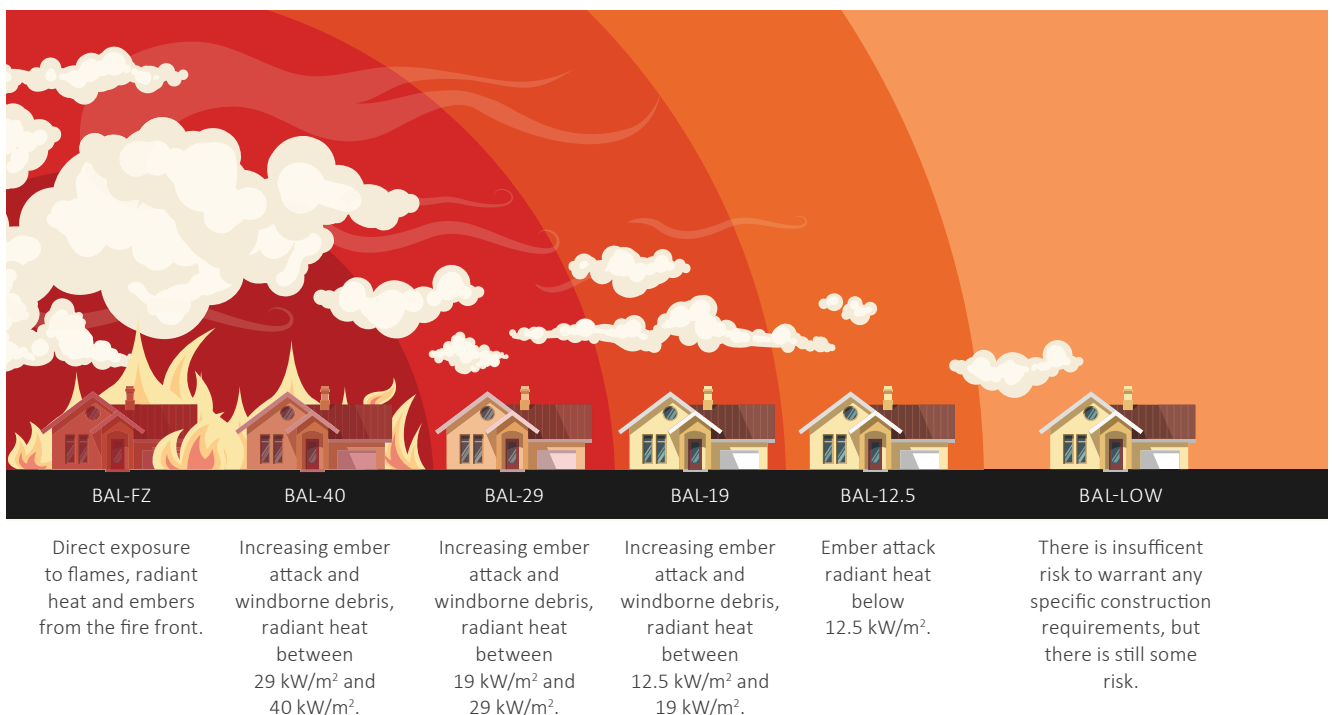 BAL-FZ
Direct exposure
to flames, radiant
heat and embers
from the fire front.
BAL-40
Increasing ember
attack and
windborne debris,
radiant heat
between
29 kW/m² and
40 kW/m².
BAL-29
Increasing ember
attack and
windborne debris,
radiant heat
between
19 kW/m² and
29 kW/m².
BAL-19
Increasing ember
attack and
windborne debris,
radiant heat
between
12.5 kW/m² and
19 kW/m².
BAL-12.5
Ember attack
radiant heat
below
12.5 kW/m².
BAL-LOW
There is insufficent
risk to warrant any
specific construction
requirements, but
there is still some
risk.